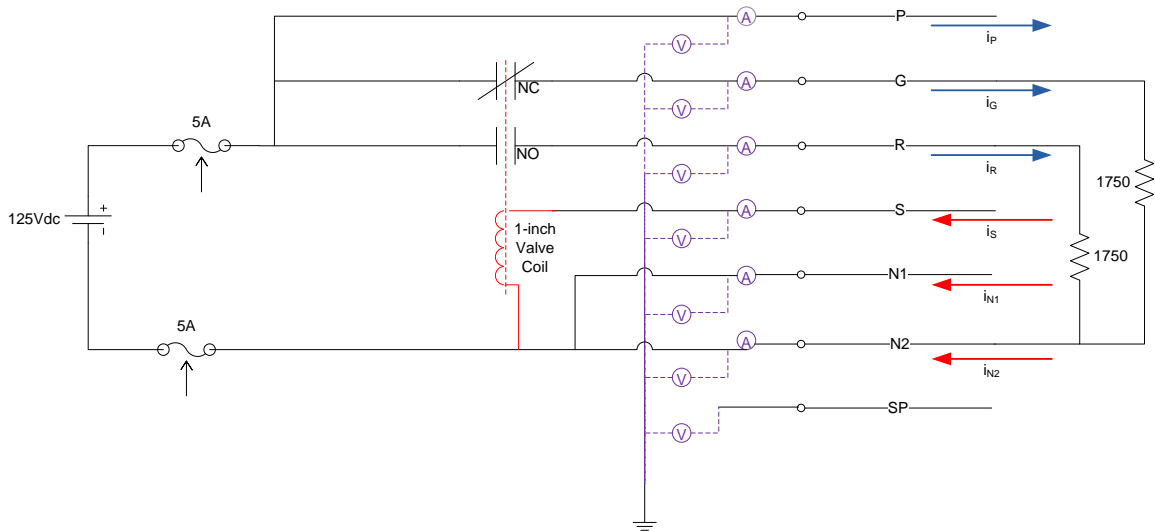 A
P
iP
V
NC
A
G
iG
V
5A
NO
A
R
iR
V
1750
125Vdc
+
-
1-inch
Valve
Coil
A
S
iS
V
1750
A
N1
iN1
V
5A
A
N2
iN2
V
SP
V